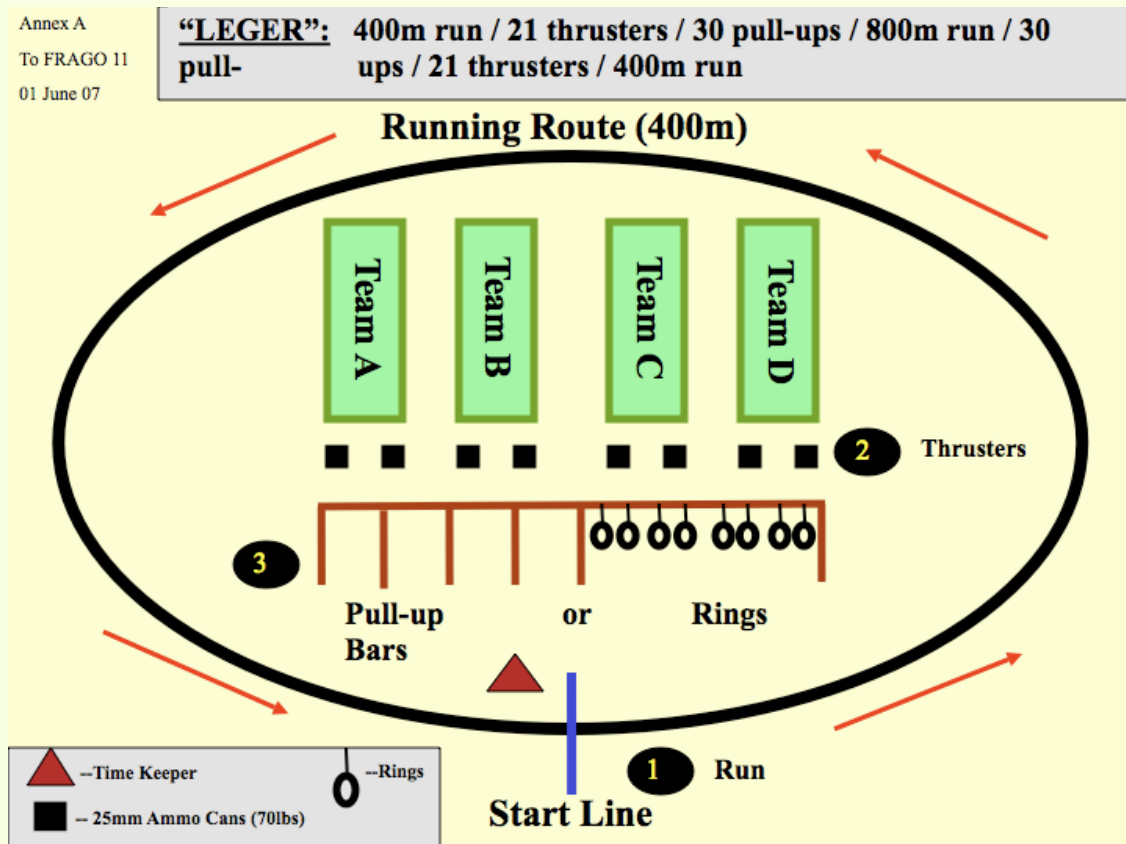 Annex A
To FRAGO 11
01 June 07
“LEGER”: 400m run / 21 thrusters / 30 pull-ups / 800m run / 30
pull- ups / 21 thrusters / 400m run
Running Route (400m)
Team A
Team B
Team C
Team D
2 Thrusters
3
Pull-up or Rings
Bars
1 Run
Start Line
--Time Keeper
--Rings
-- 25mm Ammo Cans (70lbs)